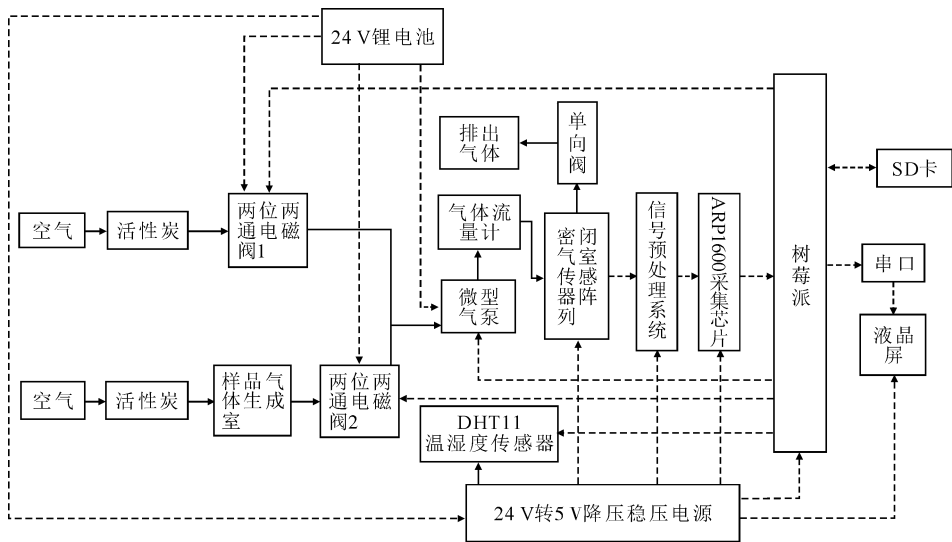 24 V锂电池
排出
气体
单
向
阀
SD卡
空气
活性炭
两位两
通电磁
阀1
气体流
量计
密闭
气室
传感
器阵
列
信号预处理系统
ARP1600采集芯片
树
莓
派
串口
微型
气泵
液晶
屏
空气
活性炭
样品气
体生成
室
两位两
通电磁
阀2
DHT11
温湿度传感器
24 V转5 V降压稳压电源